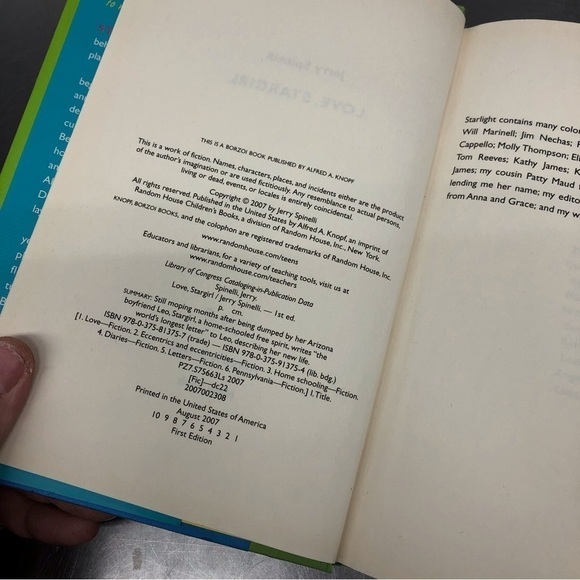 THIS IS A BORZOI BOOK PUBLISHED BY ALFRED A. KNOPF
This is a work of fiction. Names, characters, places, and incidents either are the product
of the author's imagination or are used fictitiously. Any resemblance to actual persons,
living or dead, events, or locales is entirely coincidental.
Copyright © 2007 by Jerry Spinelli
All rights reserved. Published in the United States by Alfred A. Knopf, an imprint of
Random House Children's Books, a division of Random House, Inc., New York.
KNOPF, BORZOI BOOKS, and the colophon are registered trademarks of Random House, Inc.
www.randomhouse.com/teens
Educators and librarians, for a variety of teaching tools, visit us at
www.randomhouse.com/teachers
Library of Congress Cataloging-in-Publication Data
Spinelli, Jerry.
Love, Stargirl / Jerry Spinelli. — 1st ed.
p. cm.
SUMMARY: Still moping months after being dumped by her Arizona
boyfriend Leo, Stargirl, a home-schooled free spirit, writes "the
world's longest letter" to Leo, describing her new life.
ISBN 978-0-375-81375-7 (trade) — ISBN 978-0-375-91375-4 (lib. bdg.)
[1. Love—Fiction. 2. Eccentrics and eccentricities—Fiction. 3. Home schooling—Fiction.
4. Diaries—Fiction. 5. Letters—Fiction. 6. Pennsylvania—Fiction.] I. Title.
PZ7.S75663Ls 2007
[Fic]—dc22
2007002308
Printed in the United States of America
August 2007
10 9 8 7 6 5 4 3 2 1
First Edition
Starlight contains many colo
Will Marinell; Jim Nechas;
Cappello; Molly Thompson;
Tom Reeves; Kathy James; K
James; my cousin Patty Maud
lending me her name; my edito
from Anna and Grace; and my w